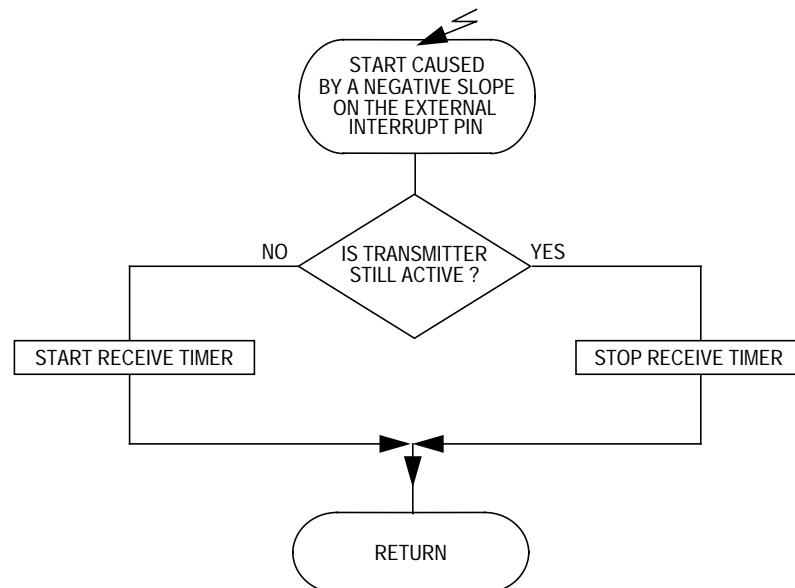 START CAUSED
BY A NEGATIVE SLOPE
ON THE EXTERNAL
INTERRUPT PIN
NO
IS TRANSMITTER
STILL ACTIVE ?
YES
START RECEIVE TIMER
STOP RECEIVE TIMER
RETURN